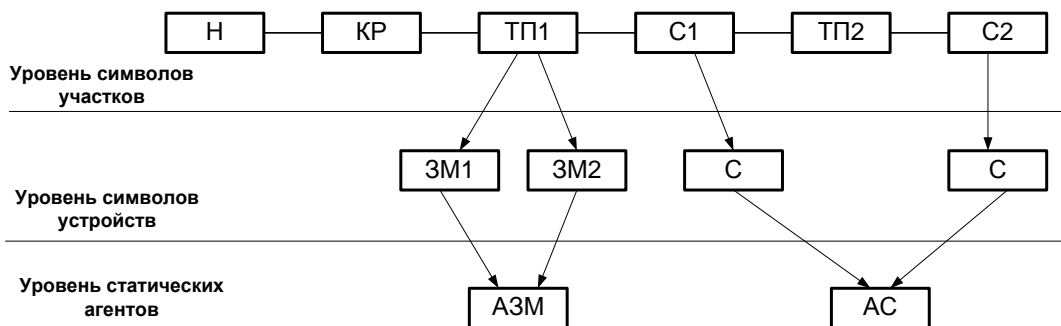 Н КР ТП1 С1 ТП2 С2
Уровень символов
участков
ЗМ1 ЗМ2 С С
Уровень символов
устройств
Уровень статических
агентов
АЗМ АС